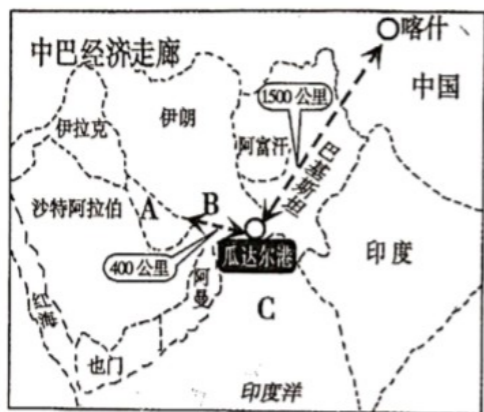 喀什
中巴经济走廊
中国
1500公里
伊朗
伊拉克
阿富汗
巴基斯坦
沙特阿拉伯
A
B
瓜达尔港
印度
400公里
阿曼
C
红海
也门
印度洋